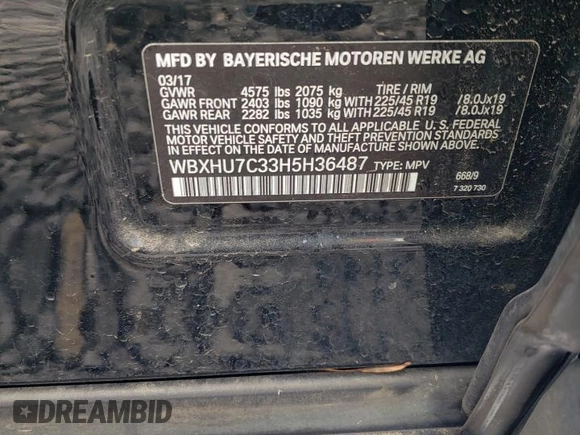 MFD BY BAYERISCHE MOTOREN WERKE AG
03/17
GVWR 4575 lbs 2075 kg TIRE / RIM
GAWR FRONT 2403 lbs 1090 kg WITH 225/45 R19 /8.0Jx19
GAWR REAR 2282 lbs 1035 kg WITH 225/45 R19 /8.0Jx19
THIS VEHICLE CONFORMS TO ALL APPLICABLE U.S. FEDERAL
MOTOR VEHICLE SAFETY AND THEFT PREVENTION STANDARDS
IN EFFECT ON THE DATE OF MANUFACTURE SHOWN ABOVE.
WBXHU7C33H5H36487 TYPE: MPV
668/9
7 320 730
DREAMBID